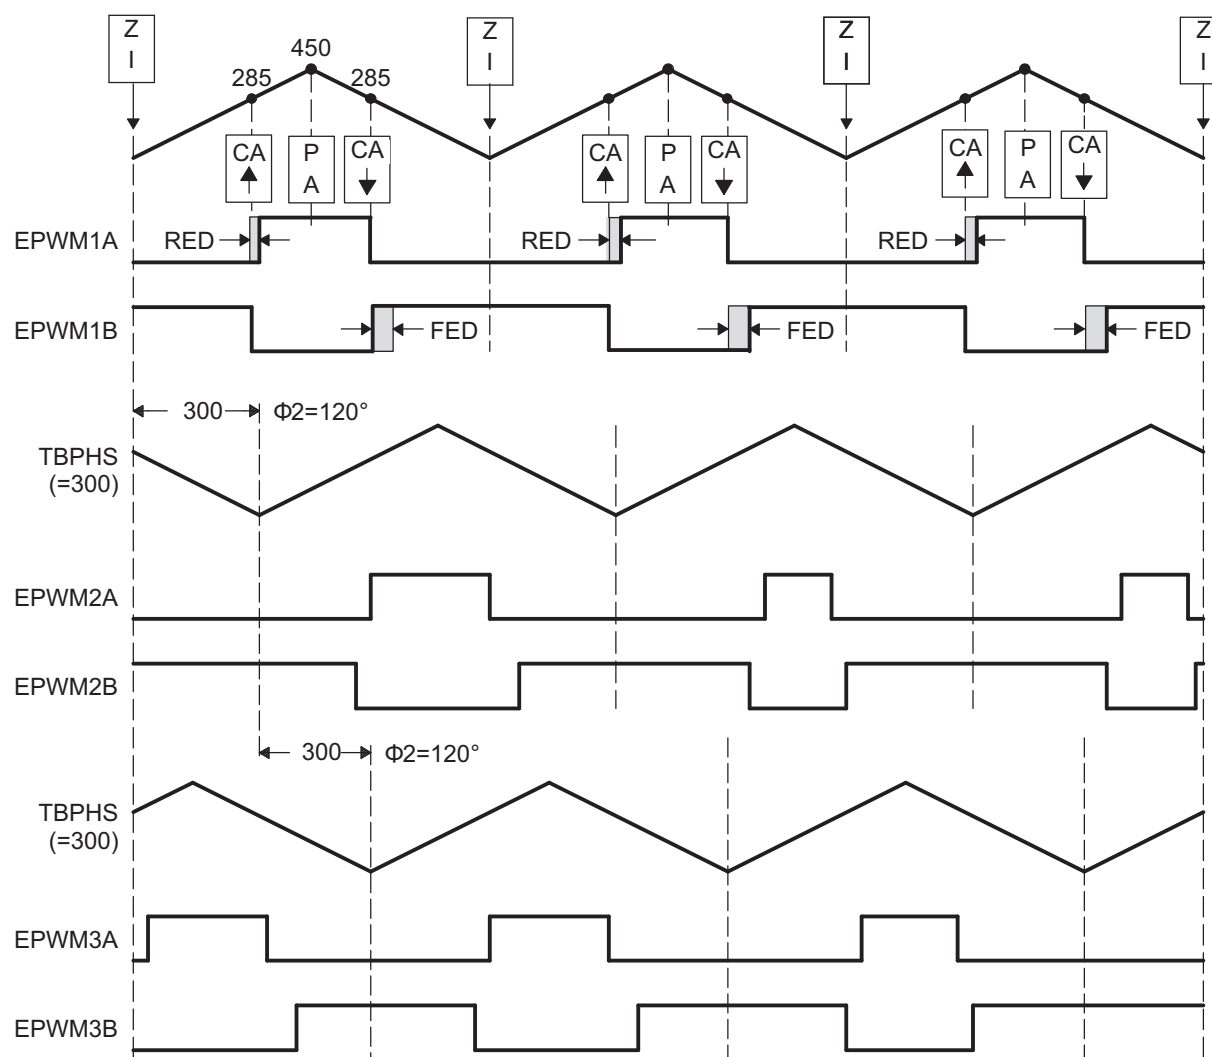 Z
I
Z
I
Z
I
Z
I
450
285
285
CA
P
A
CA
CA
P
A
CA
CA
P
A
CA
EPWM1A
RED
RED
RED
EPWM1B
FED
FED
FED
300
Φ2=120°
TBPHS
(=300)
EPWM2A
EPWM2B
300
Φ2=120°
TBPHS
(=300)
EPWM3A
EPWM3B